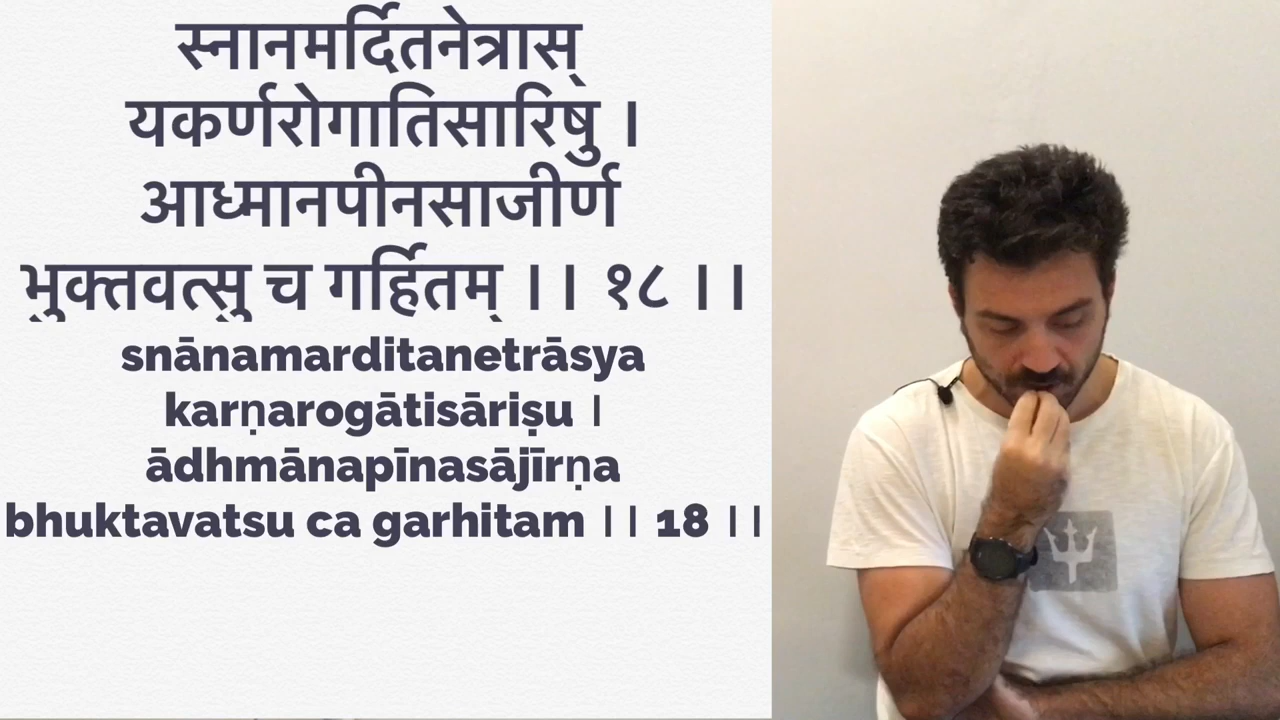 स्नानमर्दितनेत्रास्
यकर्णरोगातिसारिषु ।
आध्मानपीनसाजीर्ण
भुक्तवत्सु च गर्हितम् ।। १८ ।।
snānamarditanetrāsya
karṇarogātisāriṣu ।
ādhmānapīnasājīrṇa
bhuktavatsu ca garhitam ।। 18 ।।